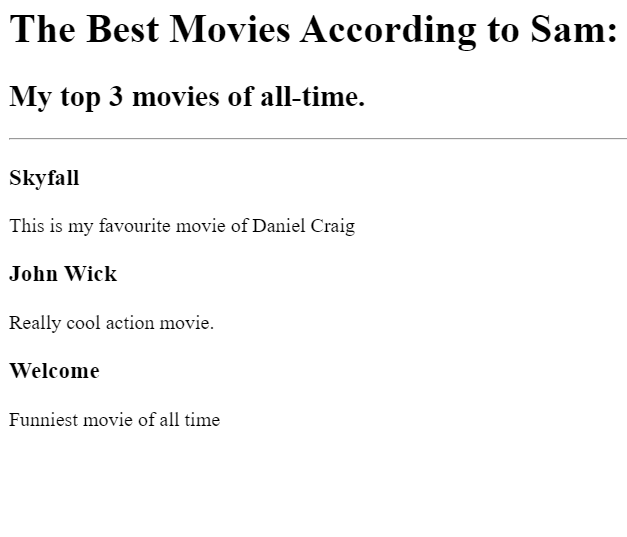 The Best Movies According to Sam:
My top 3 movies of all-time.
Skyfall
This is my favourite movie of Daniel Craig
John Wick
Really cool action movie.
Welcome
Funniest movie of all time